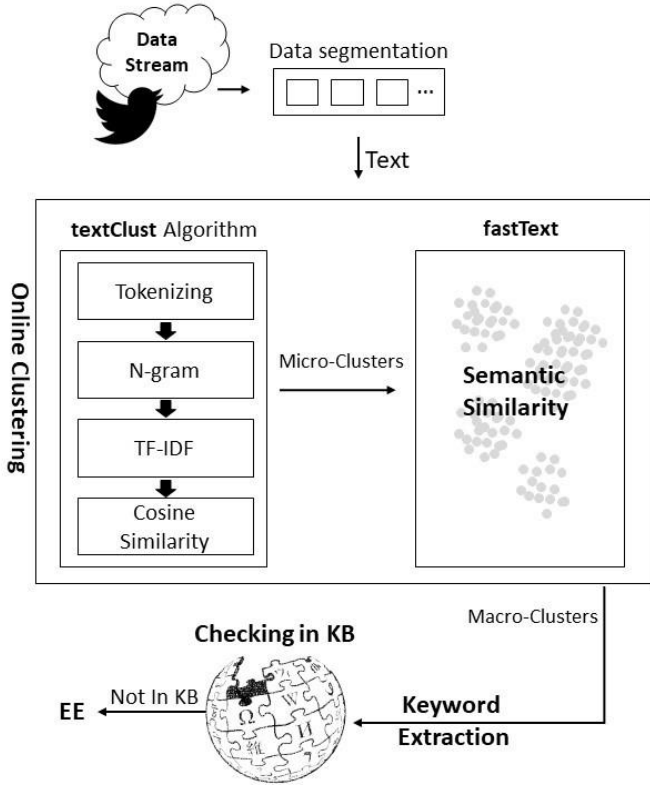 Data
Stream
Data segmentation
...
Text
Online Clustering
textClust Algorithm
Tokenizing
N-gram
TF-IDF
Cosine
Similarity
Micro-Clusters
fastText
Semantic
Similarity
Macro-Clusters
Checking in KB
Keyword
Extraction
Not In KB
EE
Ω
W
И
維